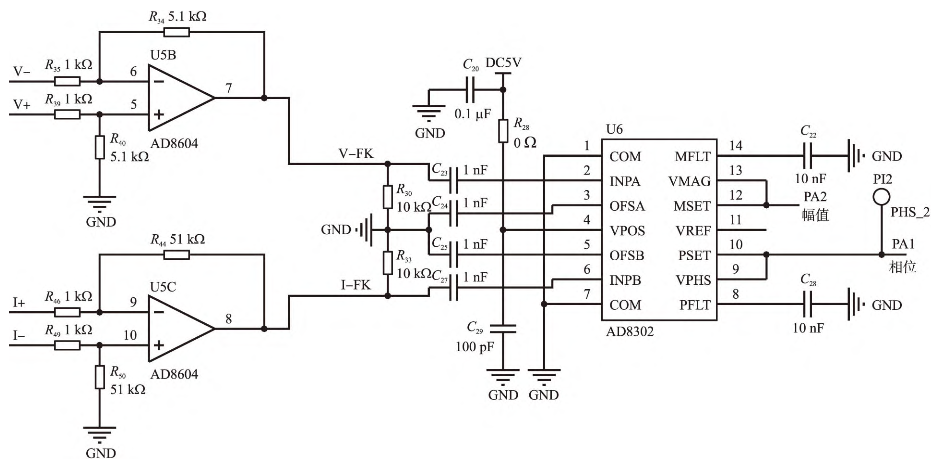 R34 5.1 kΩ
U5B
V− R35 1 kΩ 6
7
V+ R39 1 kΩ 5
R40
5.1 kΩ
AD8604
GND
C20
DC5V
0.1 μF
GND
R28
0 Ω
V-FK
R30
10 kΩ
GND
R33
10 kΩ
I-FK
C23 1 nF
C24 1 nF
C25 1 nF
C27 1 nF
C29
100 pF
GND GND
R44 51 kΩ
U5C
I+ R46 1 kΩ 9
8
I− R49 1 kΩ 10
R50
51 kΩ
AD8604
GND
U6
1 COM MFLT 14
2 INPA VMAG 13
3 OFSA MSET 12
4 VPOS VREF 11
5 OFSB PSET 10
6 INPB VPHS 9
7 COM PFLT 8
AD8302
C22
10 nF
GND
PA2
幅值
PI2
PHS_2
PA1
相位
C28
10 nF
GND